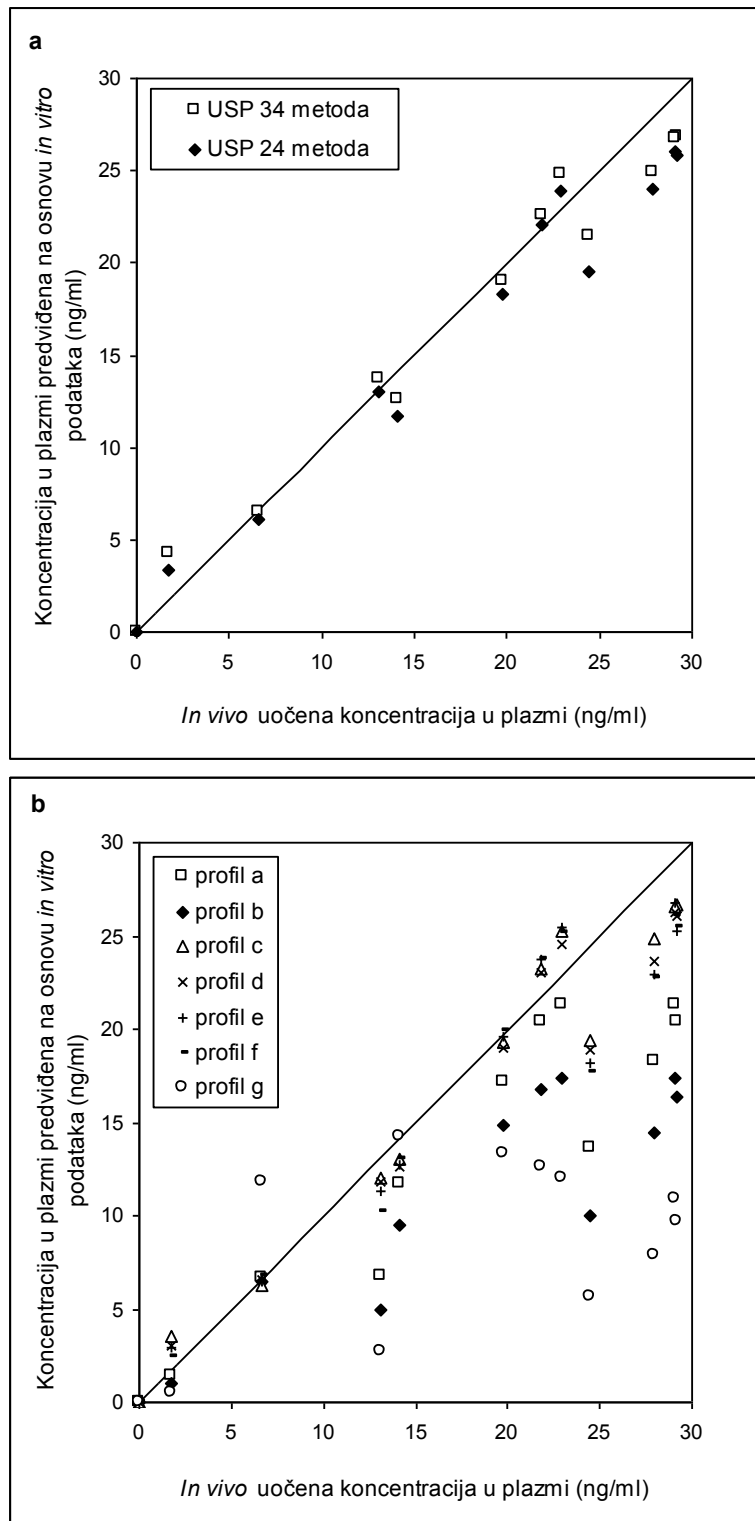 a
30
25
20
15
10
5
0
USP 34 metoda
USP 24 metoda
Koncentracija u plazmi predviđena na osnovu in vitro
podataka (ng/ml)
0 5 10 15 20 25 30
In vivo uočena koncentracija u plazmi (ng/ml)
b
30
25
20
15
10
5
0
profil a
profil b
profil c
profil d
profil e
profil f
profil g
Koncentracija u plazmi predviđena na osnovu in vitro
podataka (ng/ml)
0 5 10 15 20 25 30
In vivo uočena koncentracija u plazmi (ng/ml)